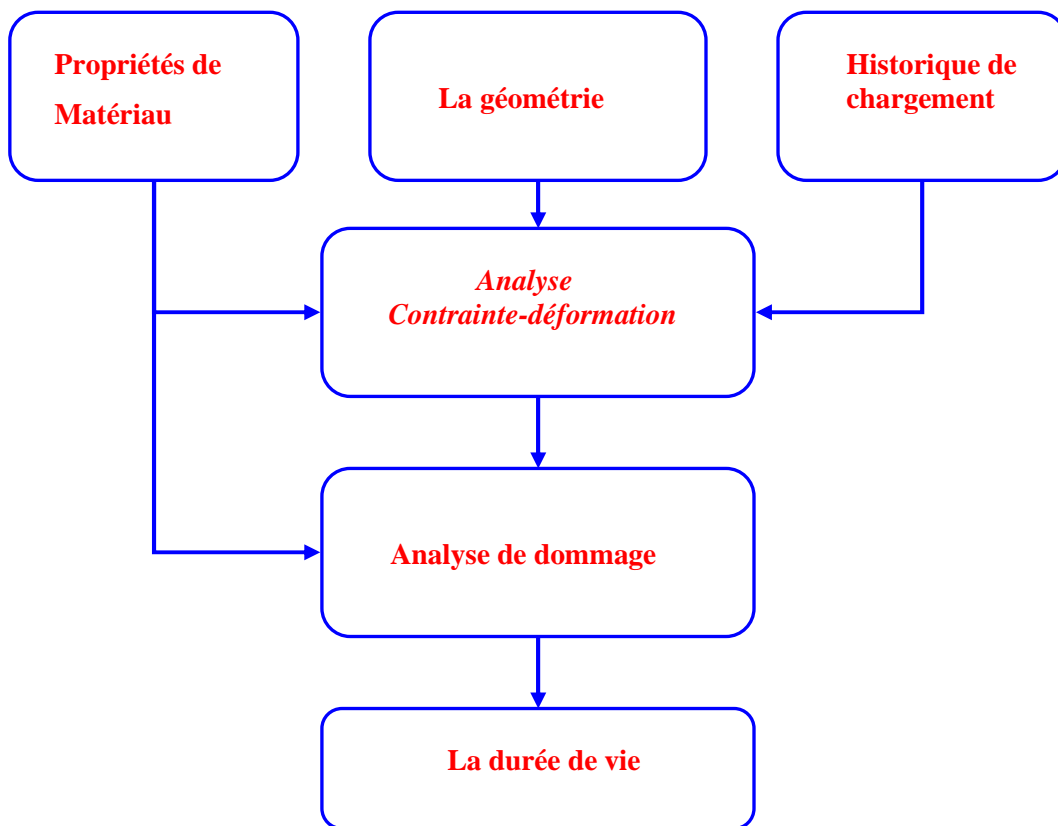 Propriétés de
Matériau
La géométrie
Historique de
chargement
Analyse
Contrainte-déformation
Analyse de dommage
La durée de vie